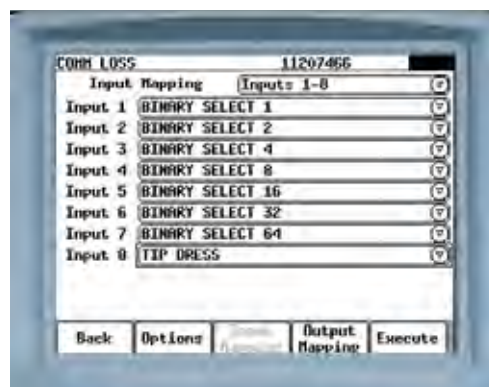 COMM LOSS 11207466
Input Mapping Inputs 1-8
Input 1 BINARY SELECT 1
Input 2 BINARY SELECT 2
Input 3 BINARY SELECT 4
Input 4 BINARY SELECT 8
Input 5 BINARY SELECT 16
Input 6 BINARY SELECT 32
Input 7 BINARY SELECT 64
Input 8 TIP DRESS
Back Options Output Mapping Execute